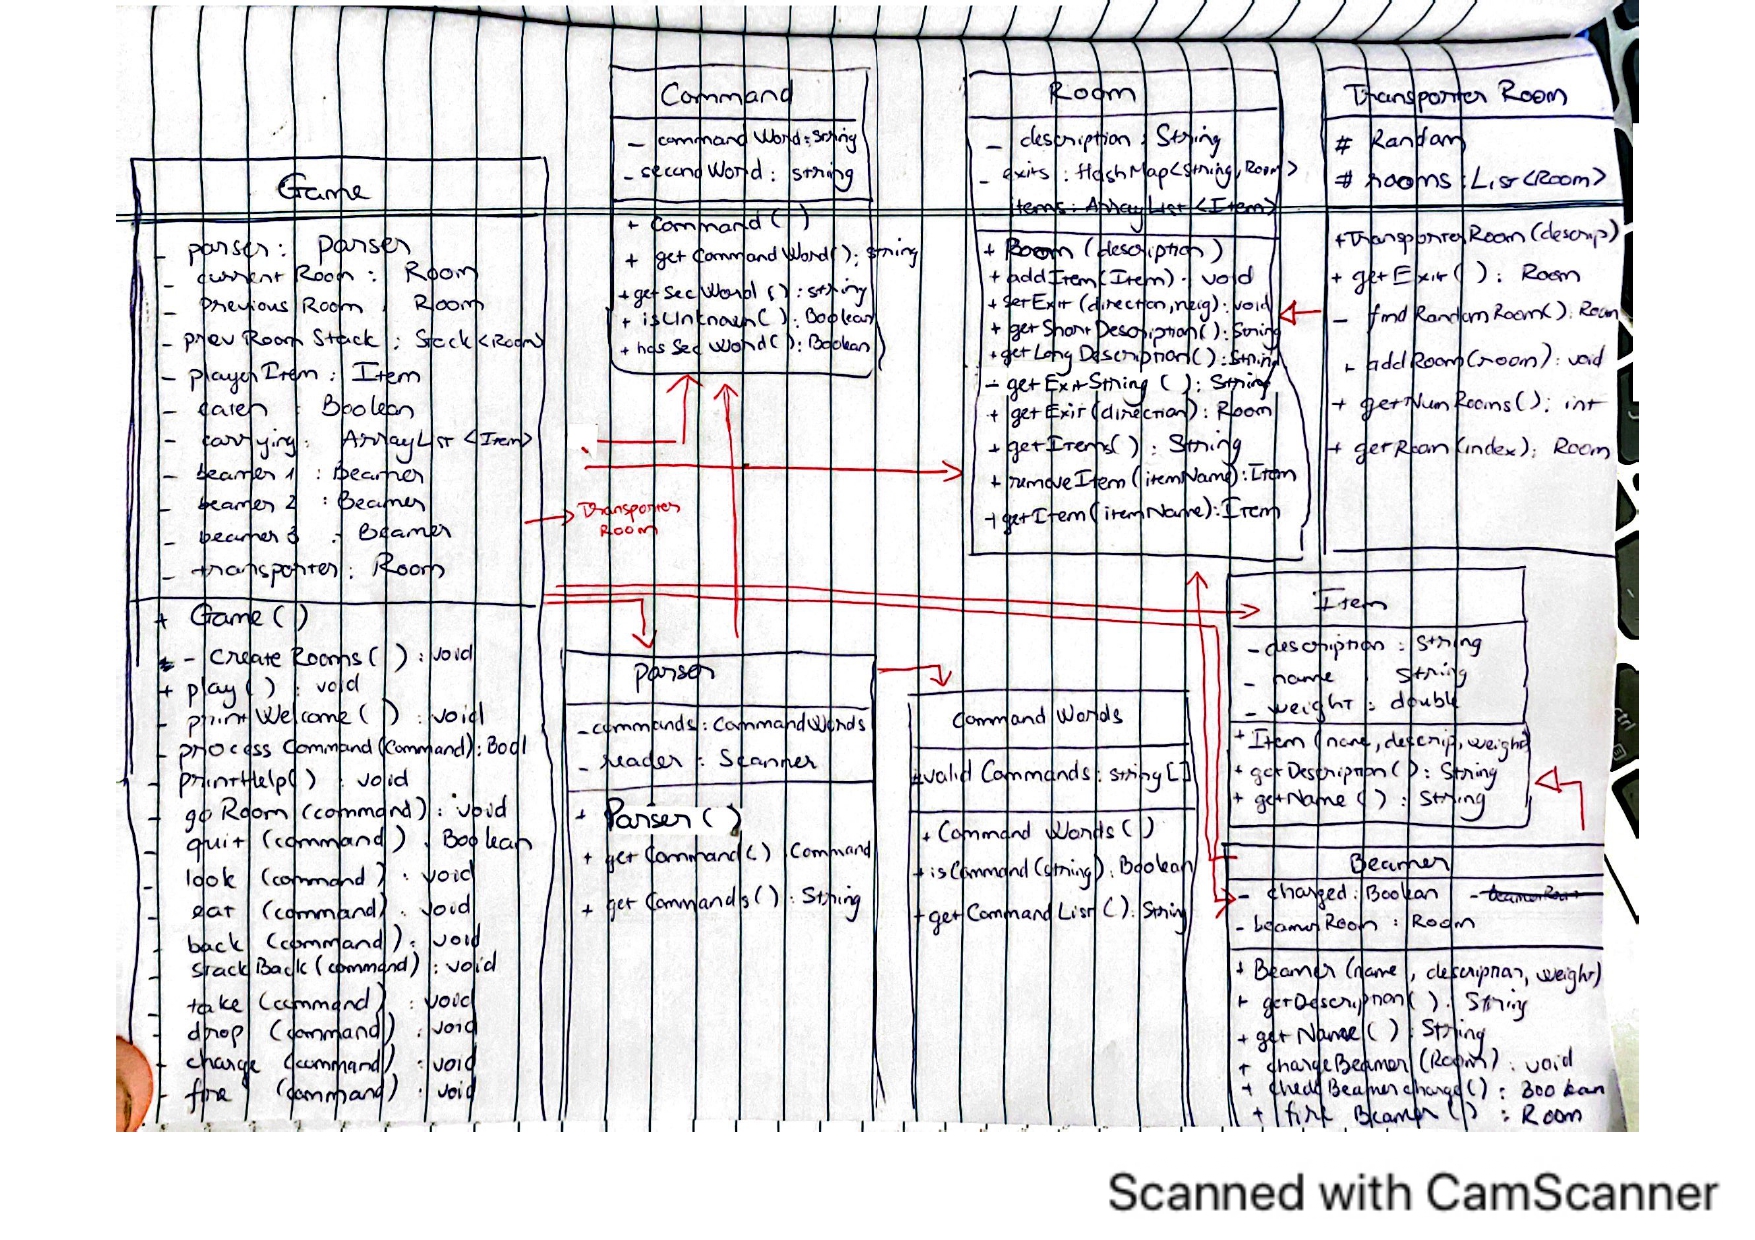 Game
- parser : parser
- current Room : Room
- Previous Room : Room
- prev Room Stack : Stack<Room>
- player Item : Item
- eaten : Boolean
- carrying : ArrayList <Item>
- beamer 1 : Beamer
- beamer 2 : Beamer
- beamer 3 : Beamer
- transporter : Room
+ Game ( )
- Create Rooms ( ) : void
+ play ( ) : void
- print Welcome ( ) : void
- process Command (Command) : Bool
- printHelp( ) : void
- go Room (command) : void
- quit (command) : Boolean
- look (command) : void
- eat (command) : void
- back (command) : void
- stack Back (command) : void
- take (command) : void
- drop (command) : void
- charge (command) : void
- fire (command) : void
Command
- command Word : String
- second Word : string
+ Command ( )
+ get Command Word() : string
+ get Sec Word ( ) : string
+ is Unknown ( ) : Boolean
+ has Sec Word ( ) : Boolean
Transporter
Room
Room
- description : String
- exits : HashMap<string, Room>
items : Array List <Item>
+ Room (description)
+ add Item (Item) : void
+ setExit (direction, neig) : void
+ get Short Description ( ) : String
+ get Long Description ( ) : String
- get Exit String ( ) : String
+ get Exit (direction) : Room
+ get Items ( ) : String
+ remove Item (itemName) : Item
+ get Item (itemName) : Item
Transporter Room
# Random
# rooms : List <Room>
+ Transporter Room (descrip)
+ get Exit ( ) : Room
- find Random Room() : Room
+ add Room (room) : void
+ get Num Rooms ( ) : int
+ get Room (index) : Room
Parser
- commands : Command Words
- reader : Scanner
+ Parser ( )
+ get Command ( ) : Command
+ get Commands ( ) : String
Command Words
valid Commands : string [ ]
+ Command Words ( )
+ is Command (string) : Boolean
+ get Command List ( ) : String
Item
- description : String
- name : String
- weight : double
+ Item (name, descrip, weight)
+ get Description ( ) : String
+ get Name ( ) : String
Beamer
- charged : Boolean
- beamer Room : Room
+ Beamer (name, description, weight)
+ get Description ( ) : String
+ get Name ( ) : String
+ charge Beamer (Room) : void
+ check Beamer charge ( ) : Boolean
+ fire Beamer ( ) : Room
Scanned with CamScanner